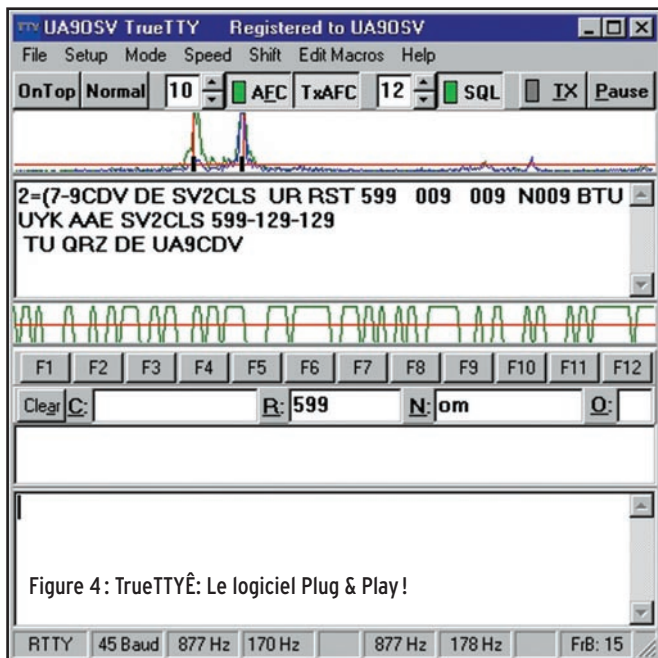 TTY UA9OSV TrueTTY Registered to UA9OSV
File Setup Mode Speed Shift Edit Macros Help
OnTop Normal 10 AFC TxAFC 12 SQL TX Pause
2=(7-9CDV DE SV2CLS UR RST 599 009 009 N009 BTU
UYK AAE SV2CLS 599-129-129
TU QRZ DE UA9CDV
F1 F2 F3 F4 F5 F6 F7 F8 F9 F10 F11 F12
Clear C: R: 599 N: om O:
Figure 4 : TrueTTYÊ: Le logiciel Plug & Play !
RTTY 45 Baud 877 Hz 170 Hz 877 Hz 178 Hz FrB: 15